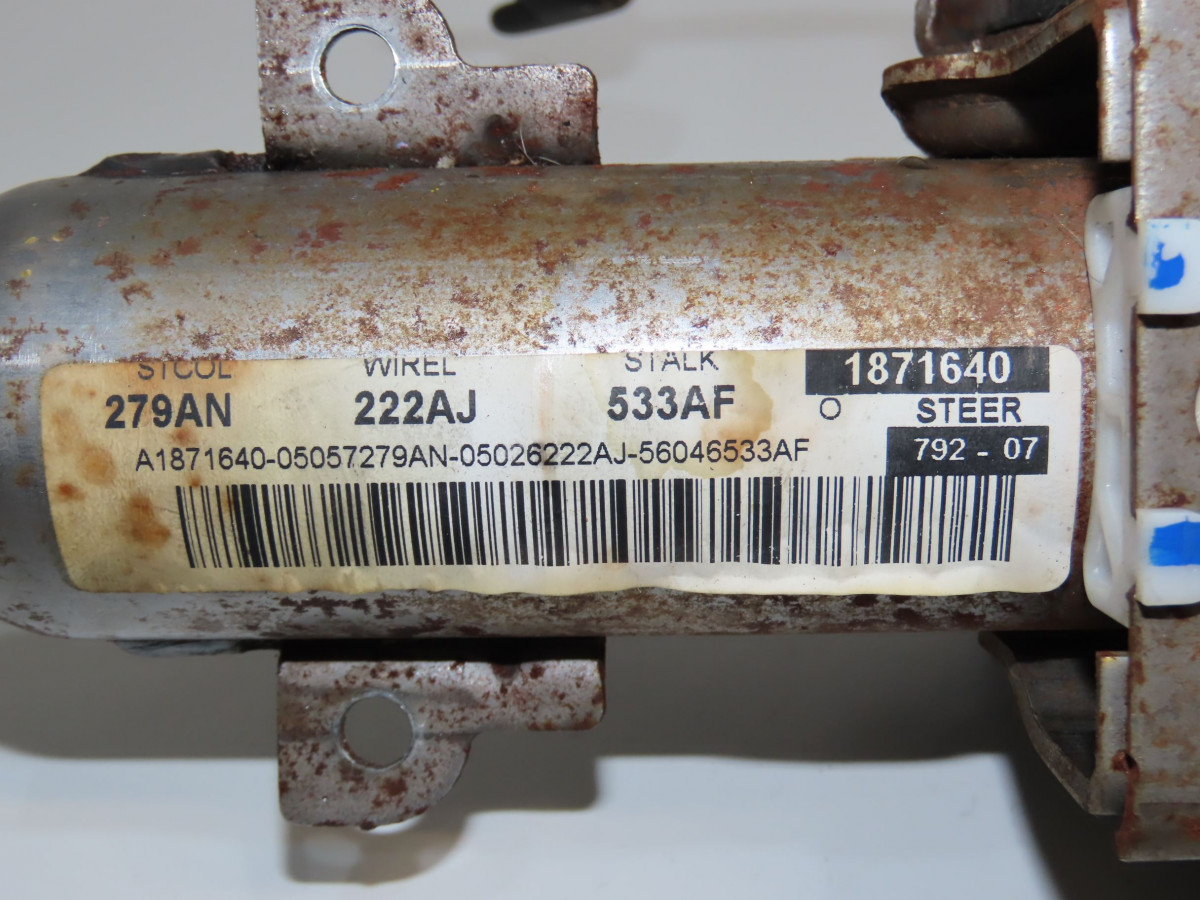 STCOL WIREL STALK 1871640
279AN 222AJ 533AF O STEER
A1871640-05057279AN-05026222AJ-56046533AF 792 - 07